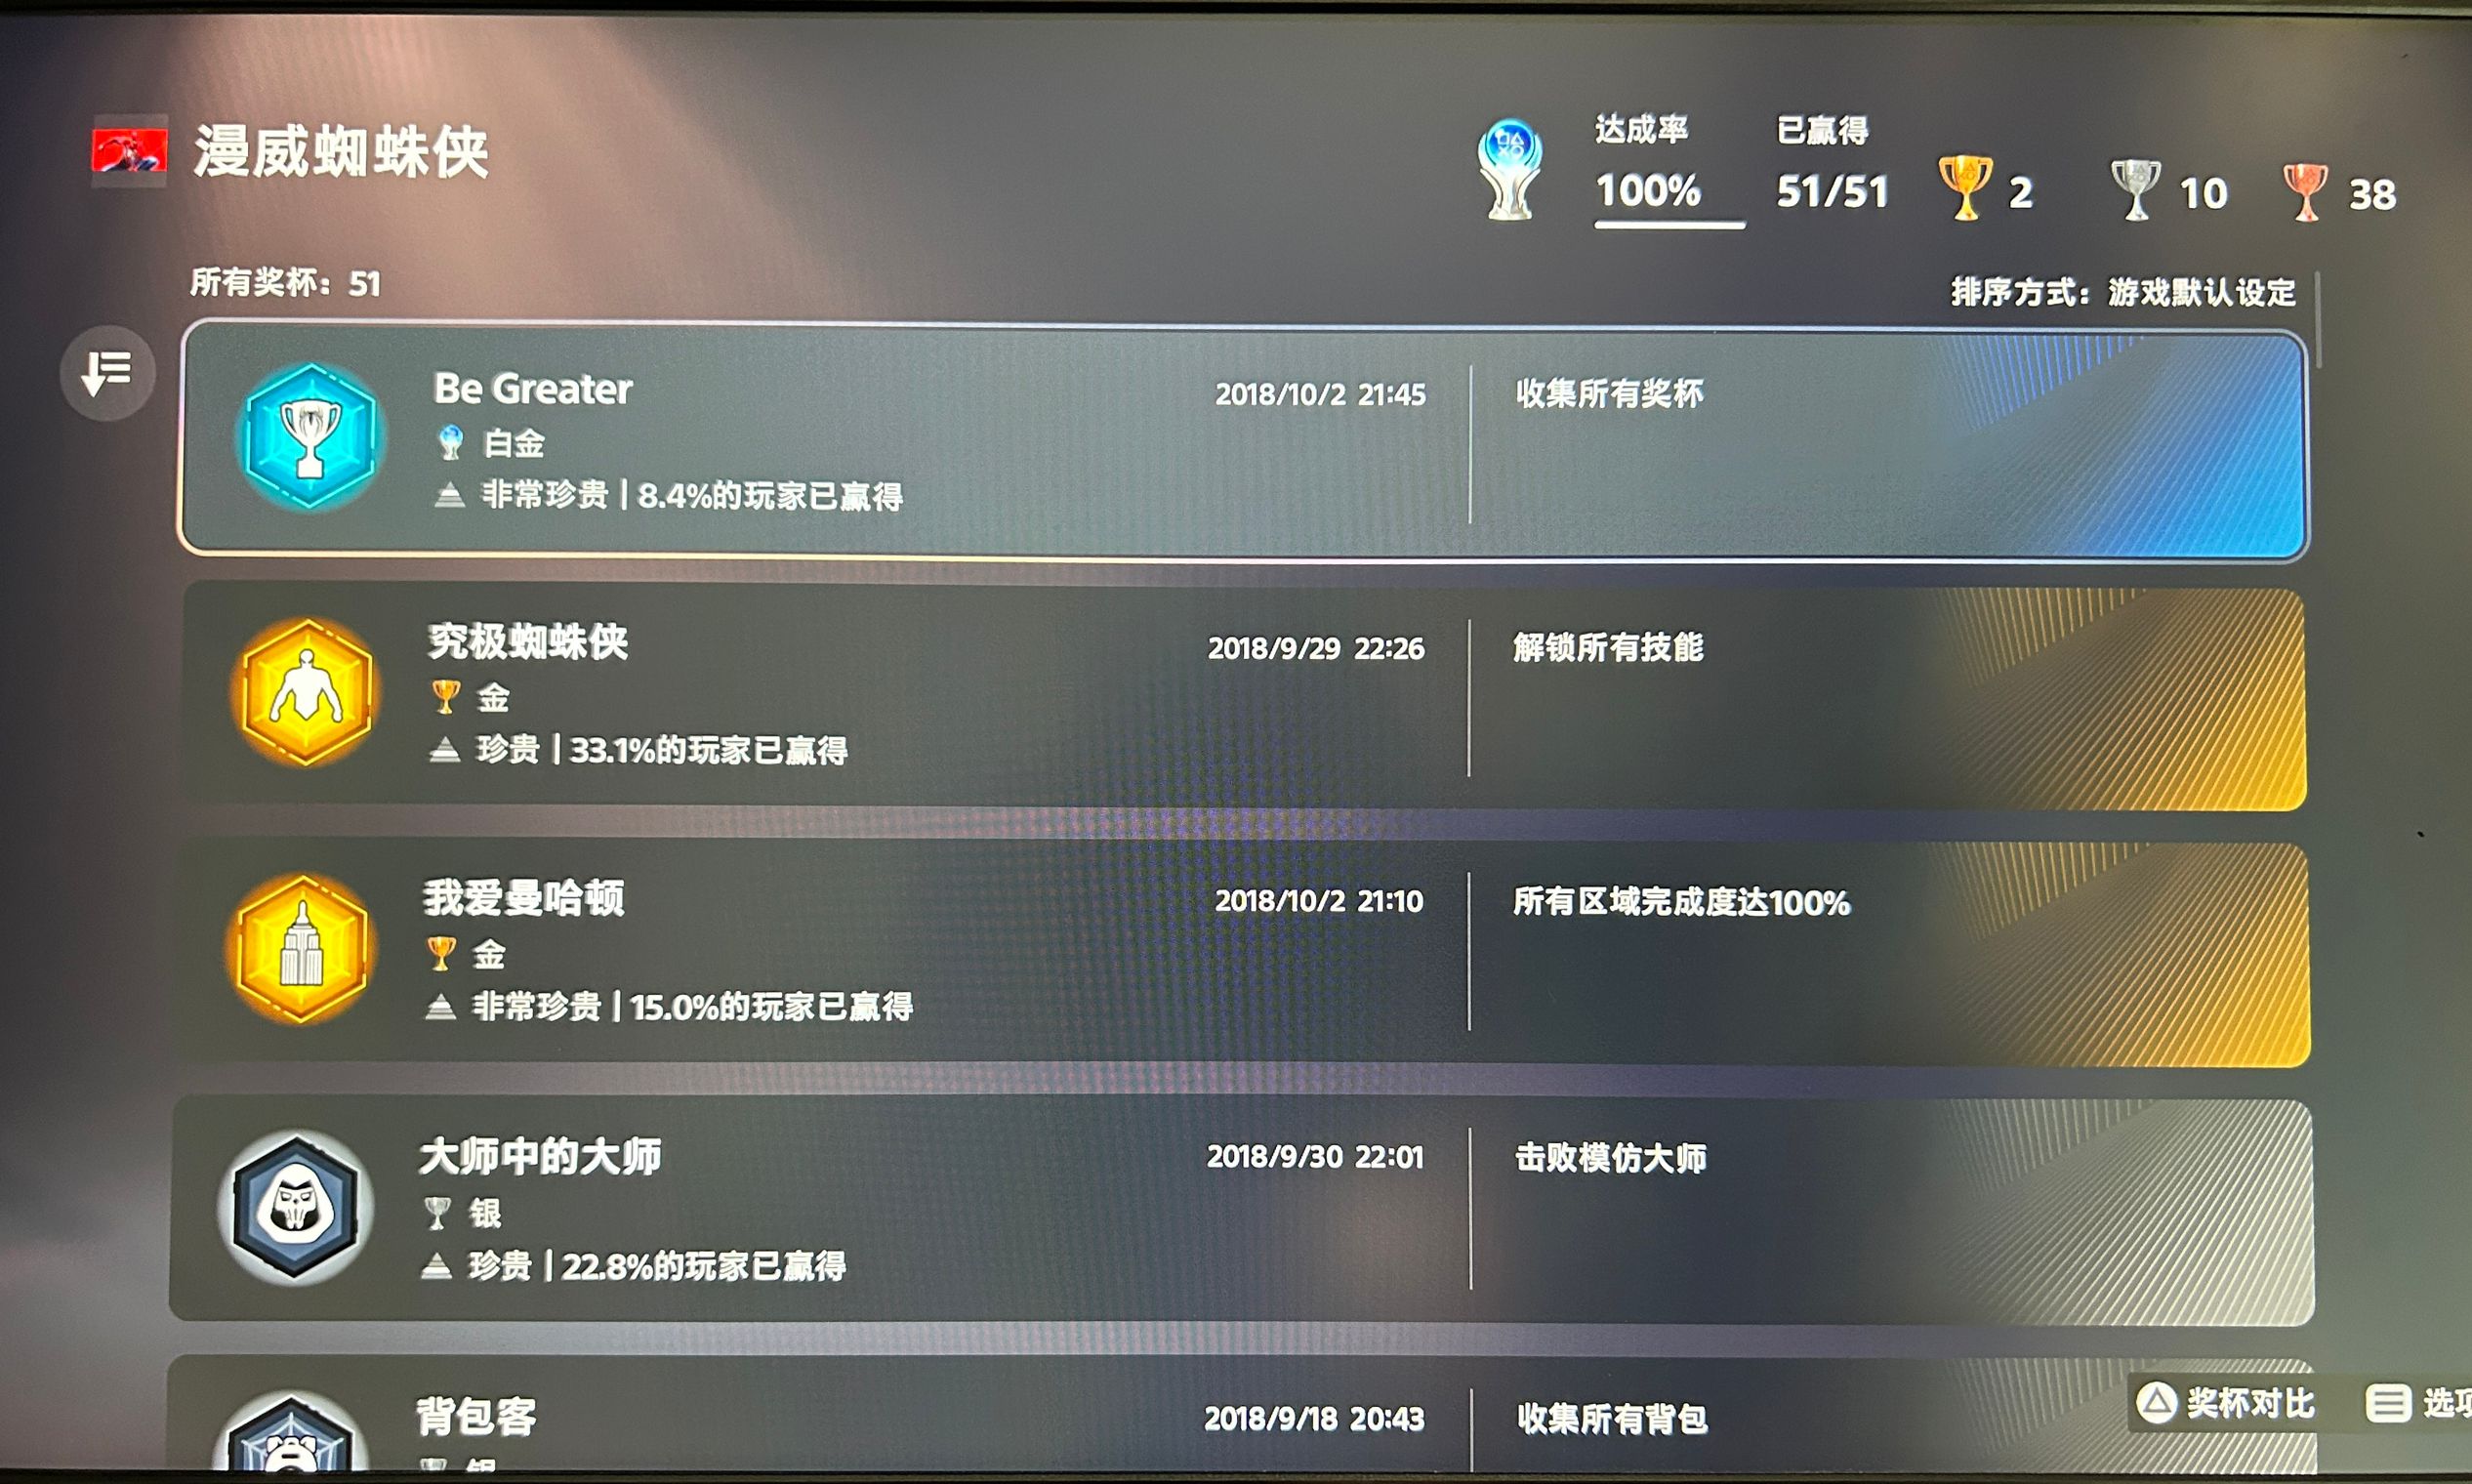 漫威蜘蛛侠
达成率
已赢得
100%
51/51
2
10
38
所有奖杯：51
排序方式：游戏默认设定
Be Greater
2018/10/2 21:45
收集所有奖杯
白金
非常珍贵 | 8.4%的玩家已赢得
究极蜘蛛侠
2018/9/29 22:26
解锁所有技能
金
珍贵 | 33.1%的玩家已赢得
我爱曼哈顿
2018/10/2 21:10
所有区域完成度达100%
金
非常珍贵 | 15.0%的玩家已赢得
大师中的大师
2018/9/30 22:01
击败模仿大师
银
珍贵 | 22.8%的玩家已赢得
背包客
2018/9/18 20:43
收集所有背包
奖杯对比
选项